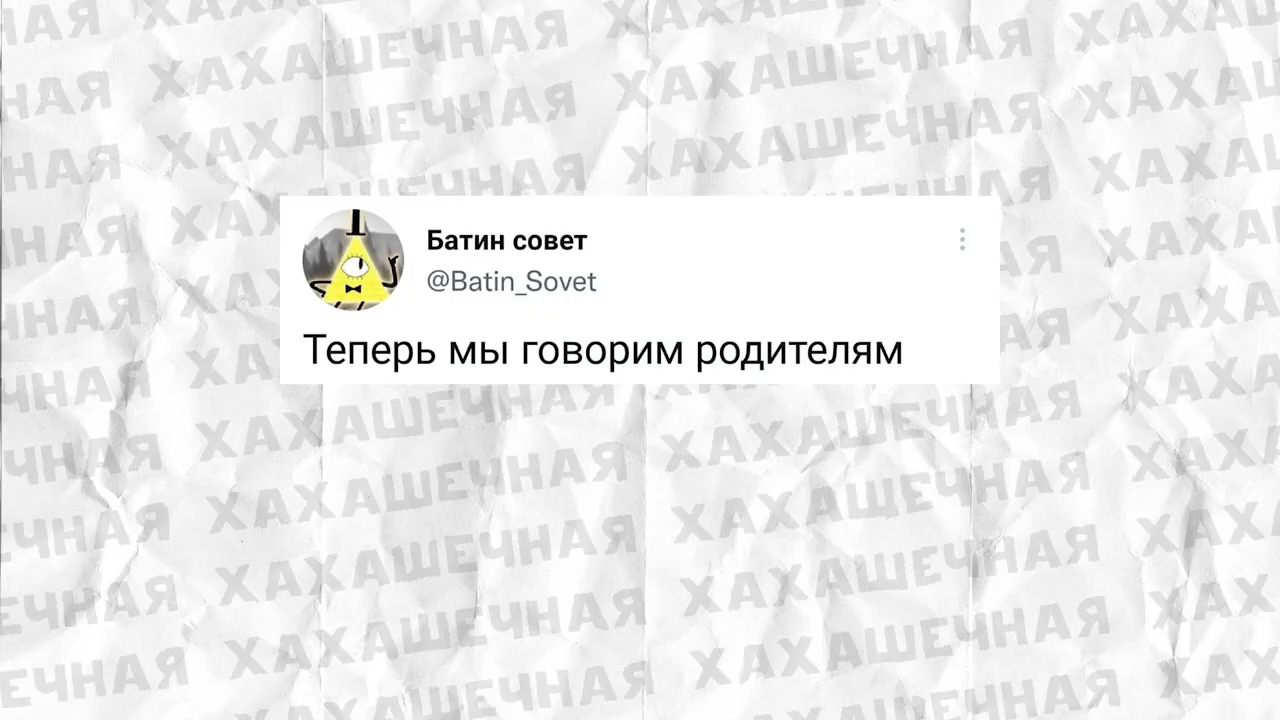 ХАХАШЕЧНАЯ
Батин совет
@Batin_Sovet
Теперь мы говорим родителям